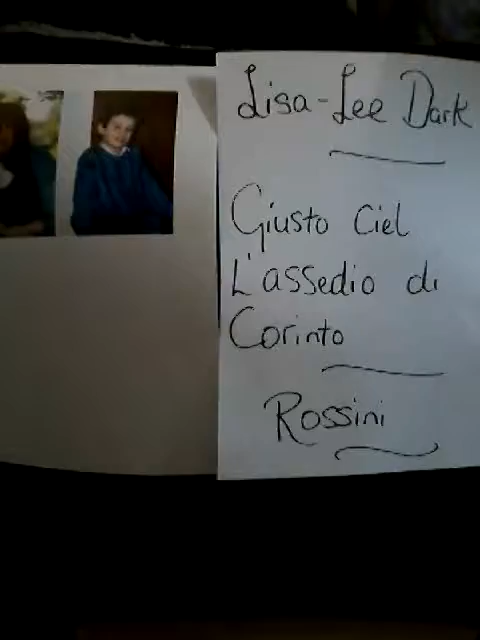 Lisa-Lee Dark
Giusto Ciel
L'assedio di
Corinto
Rossini